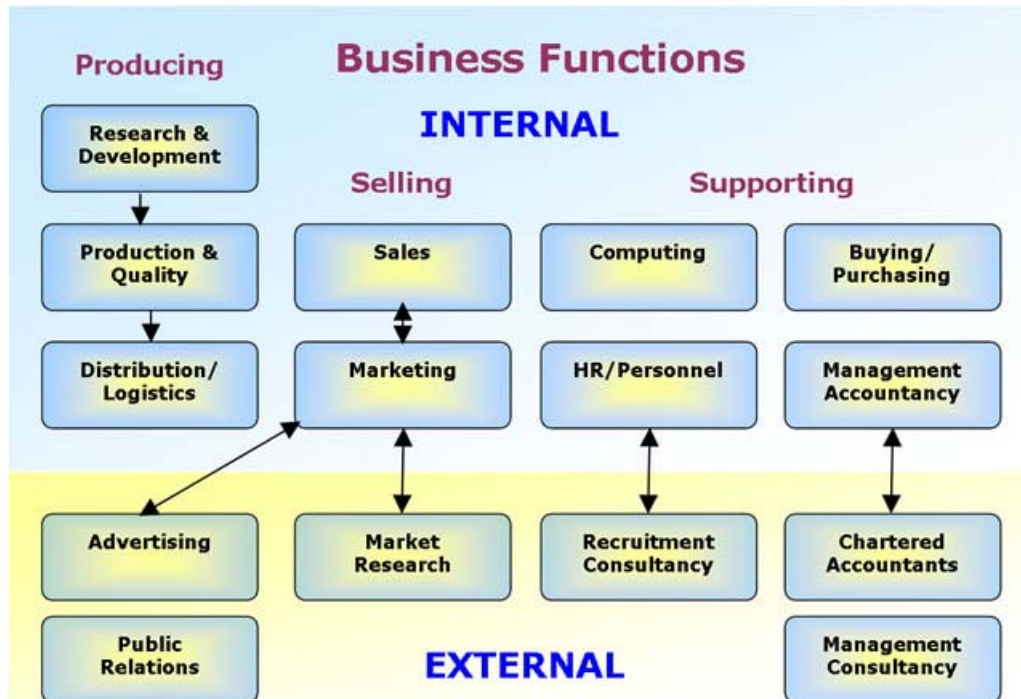 Producing
Business Functions
INTERNAL
Research &
Development
Selling
Supporting
Production &
Quality
Sales
Computing
Buying/
Purchasing
Distribution/
Logistics
Marketing
HR/Personnel
Management
Accountancy
Advertising
Market
Research
Recruitment
Consultancy
Chartered
Accountants
Public
Relations
EXTERNAL
Management
Consultancy